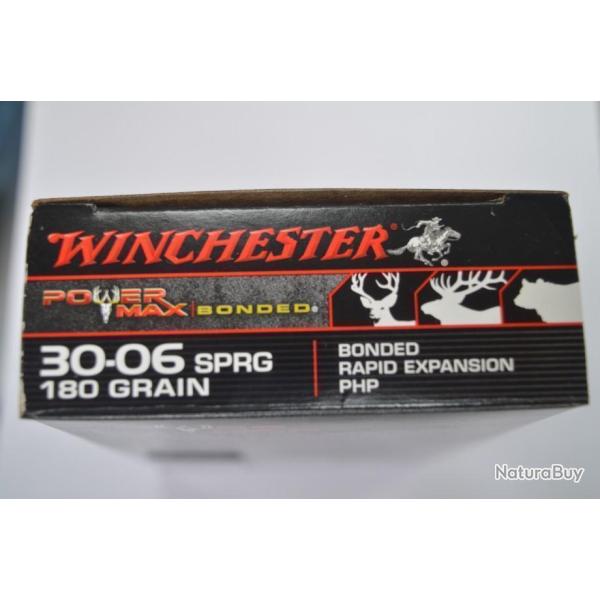 WINCHESTER®
POWER MAX BONDED®
30-06 SPRG
180 GRAIN
BONDED
RAPID EXPANSION
PHP
NaturaBuy